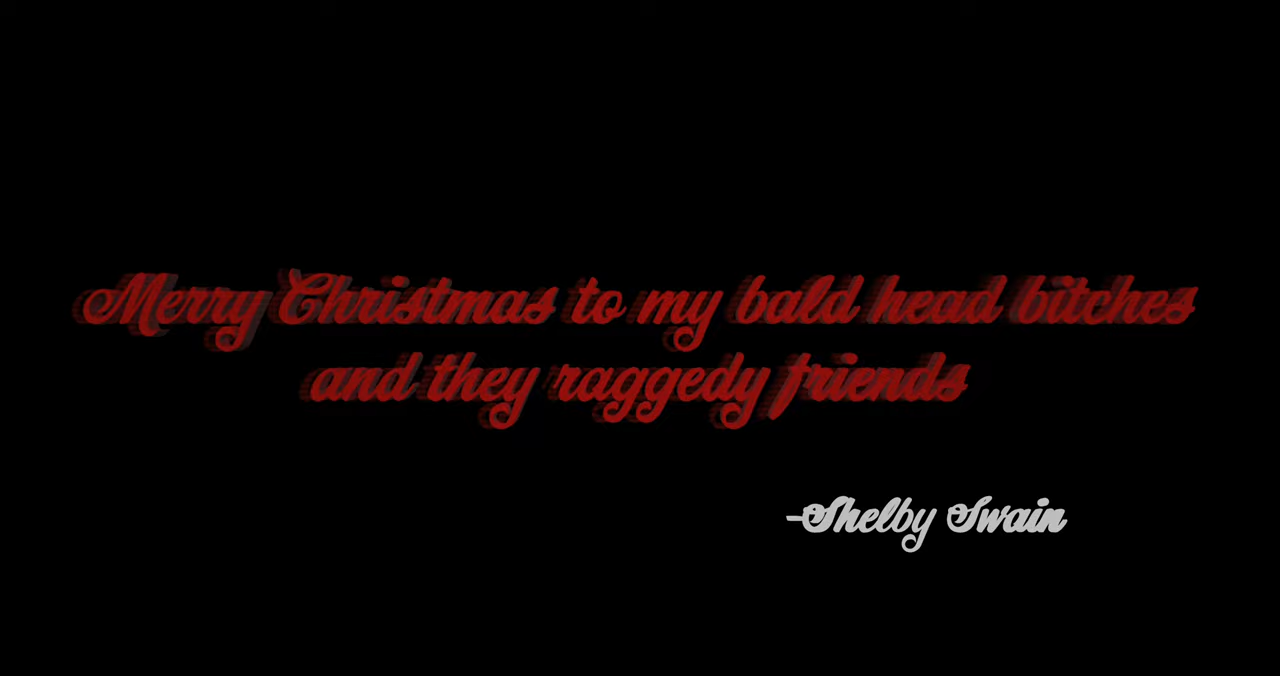 Merry Christmas to my bald head bitches
and they raggedy friends
-Shelby Swain